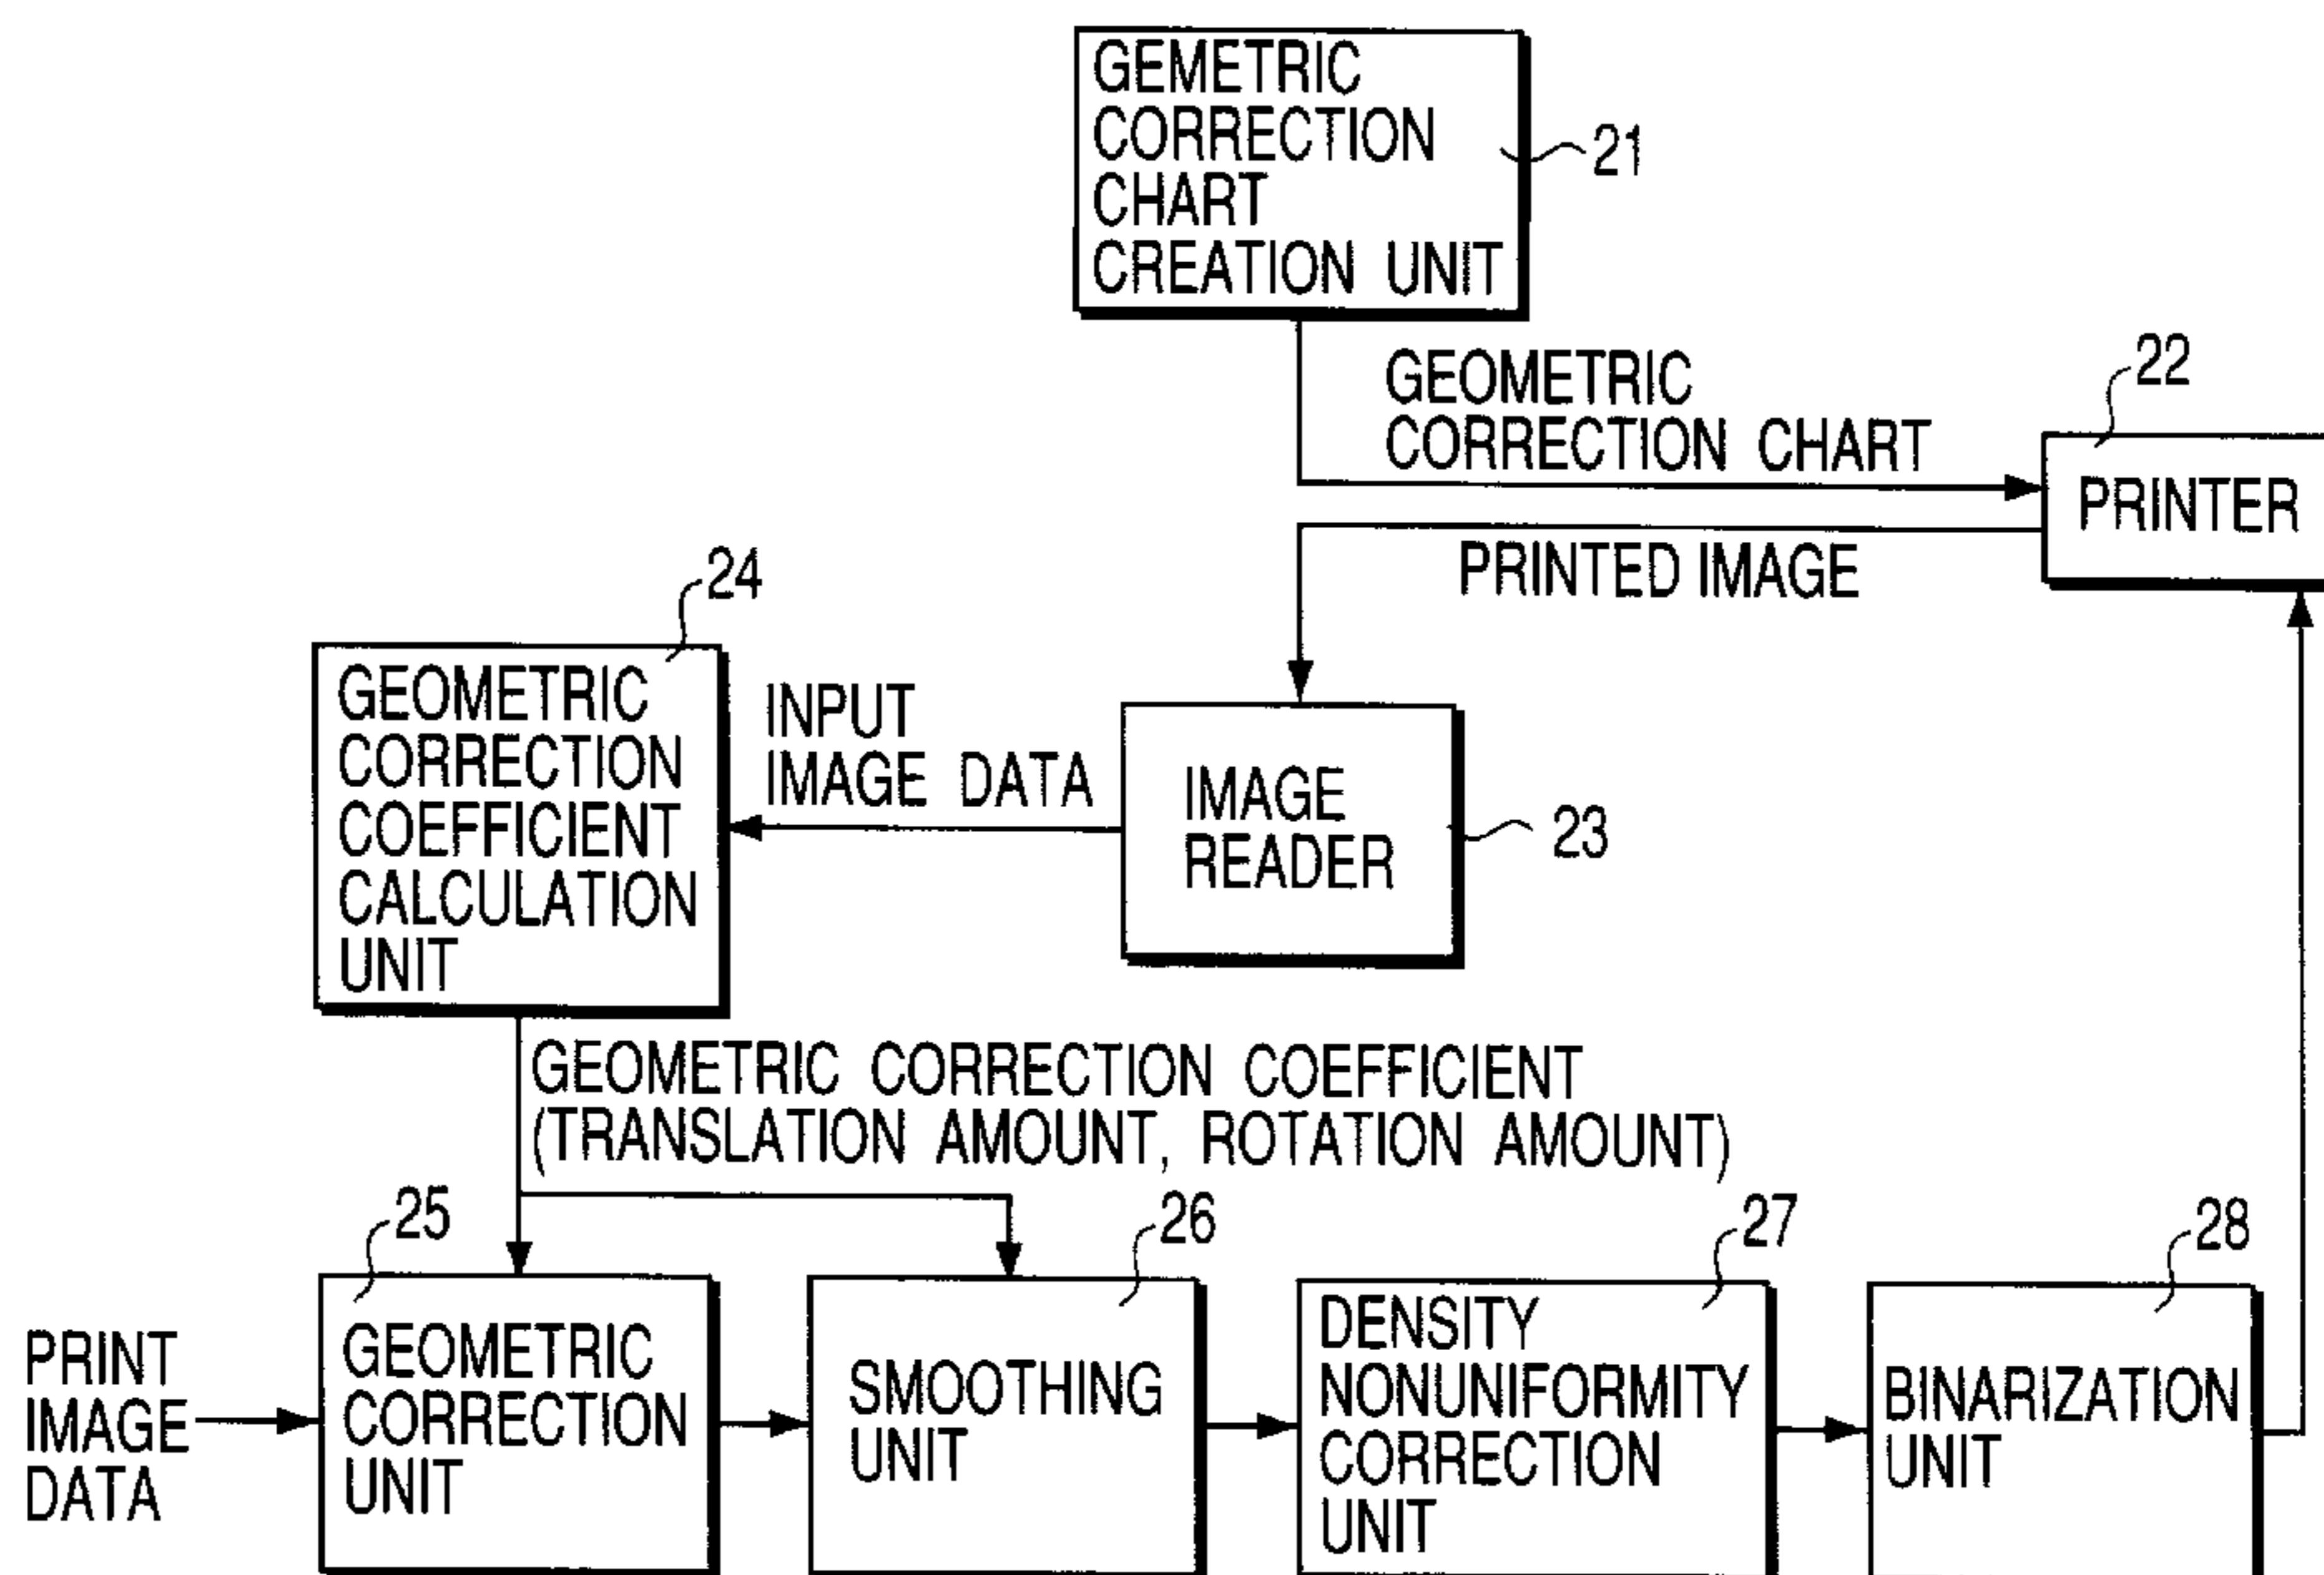 GEMETRIC
CORRECTION
CHART
CREATION UNIT
21
GEOMETRIC
CORRECTION CHART
22
PRINTER
PRINTED IMAGE
24
GEOMETRIC
CORRECTION
COEFFICIENT
CALCULATION
UNIT
INPUT
IMAGE DATA
IMAGE
READER
23
GEOMETRIC CORRECTION COEFFICIENT
(TRANSLATION AMOUNT, ROTATION AMOUNT)
25
26
27
28
PRINT
IMAGE
DATA
GEOMETRIC
CORRECTION
UNIT
SMOOTHING
UNIT
DENSITY
NONUNIFORMITY
CORRECTION
UNIT
BINARIZATION
UNIT